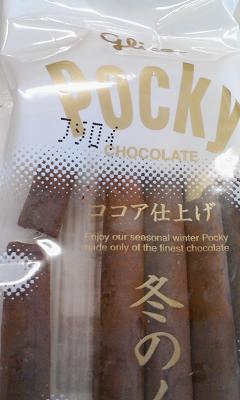 glico
Pocky
CHOCOLATE
ココア仕上げ
Enjoy our seasonal winter Pocky
made only of the finest chocolate
冬の